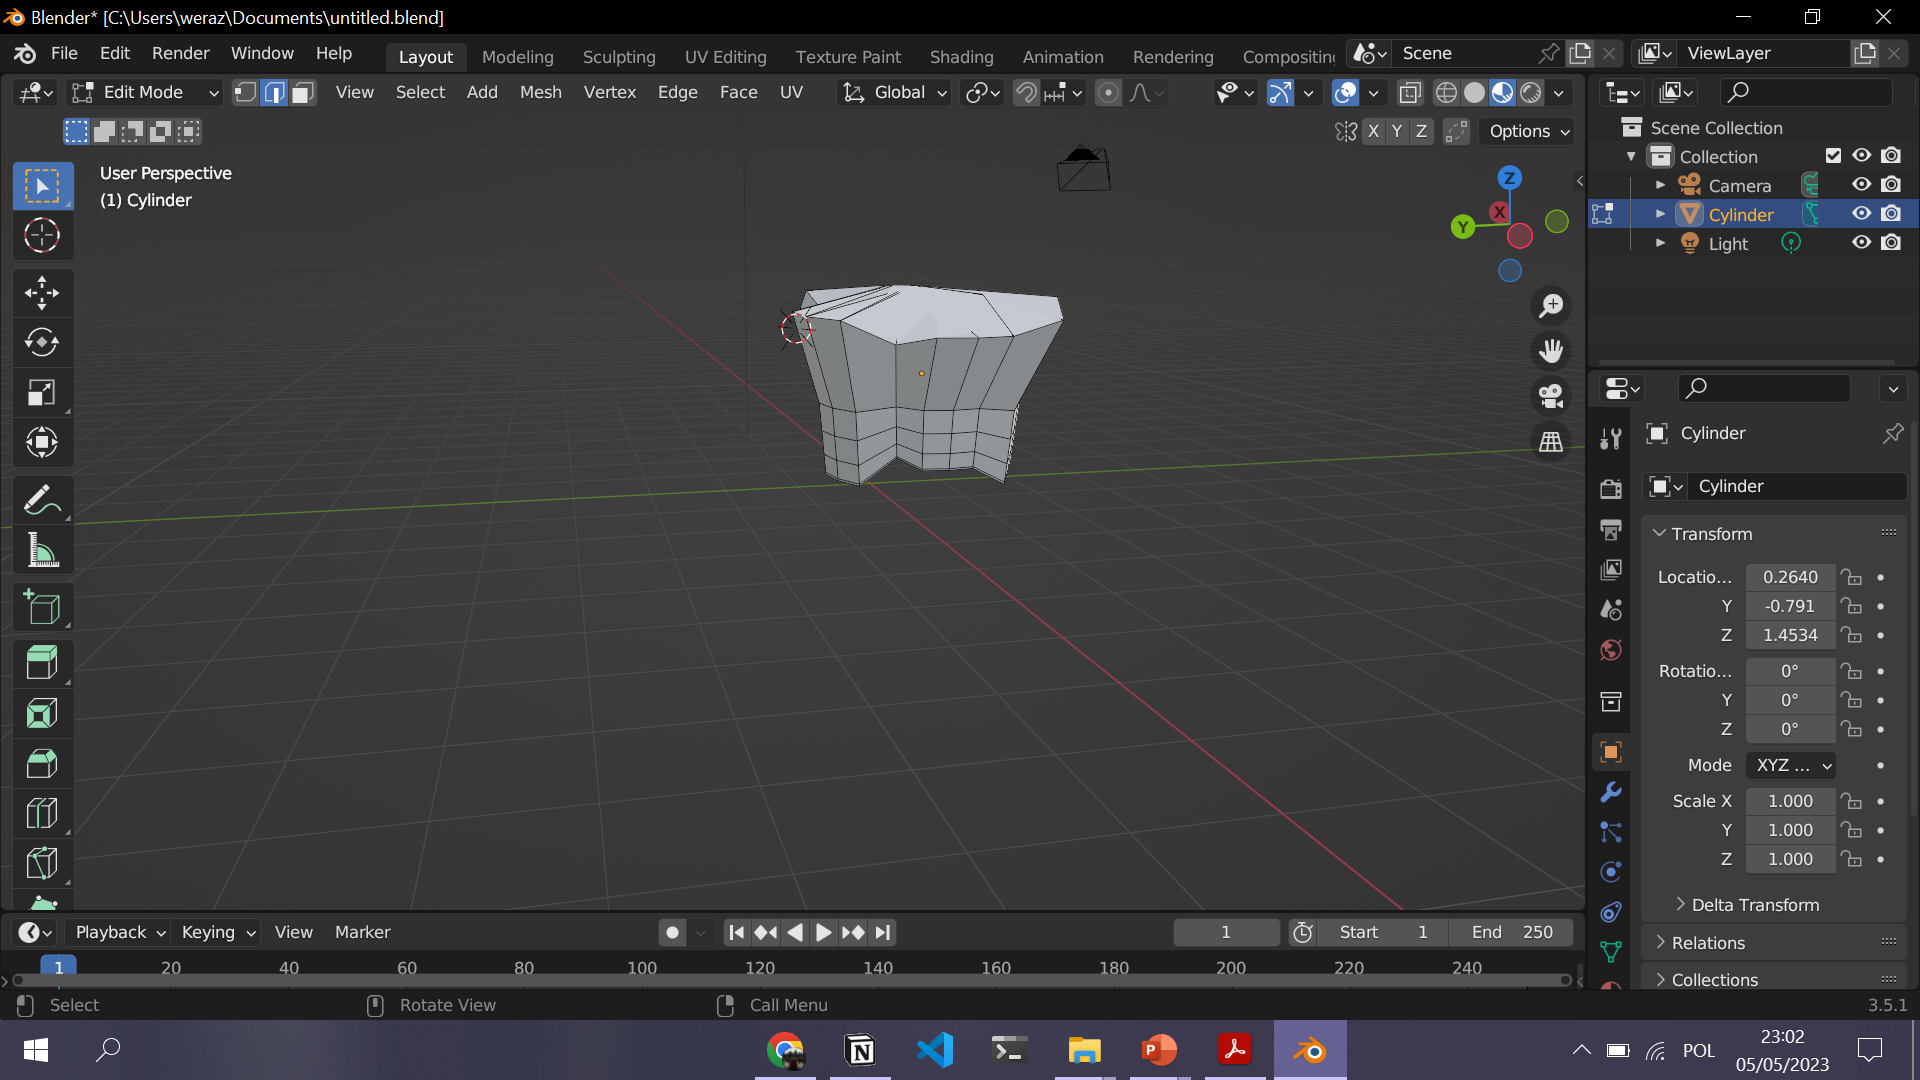 Blender* [C:\Users\weraz\Documents\untitled.blend]
File Edit Render Window Help Layout Modeling Sculpting UV Editing Texture Paint Shading Animation Rendering Compositing Scene ViewLayer
Edit Mode View Select Add Mesh Vertex Edge Face UV Global
X Y Z Options
User Perspective
(1) Cylinder
Z
X
Y
Scene Collection
Collection
Camera
Cylinder
Light
Cylinder
Cylinder
Transform
Locatio... 0.2640
Y -0.791
Z 1.4534
Rotatio... 0°
Y 0°
Z 0°
Mode XYZ ...
Scale X 1.000
Y 1.000
Z 1.000
Delta Transform
Relations
Collections
Playback Keying View Marker 1 Start 1 End 250
1 20 40 60 80 100 120 140 160 180 200 220 240
Select Rotate View Call Menu 3.5.1
POL
23:02
05/05/2023